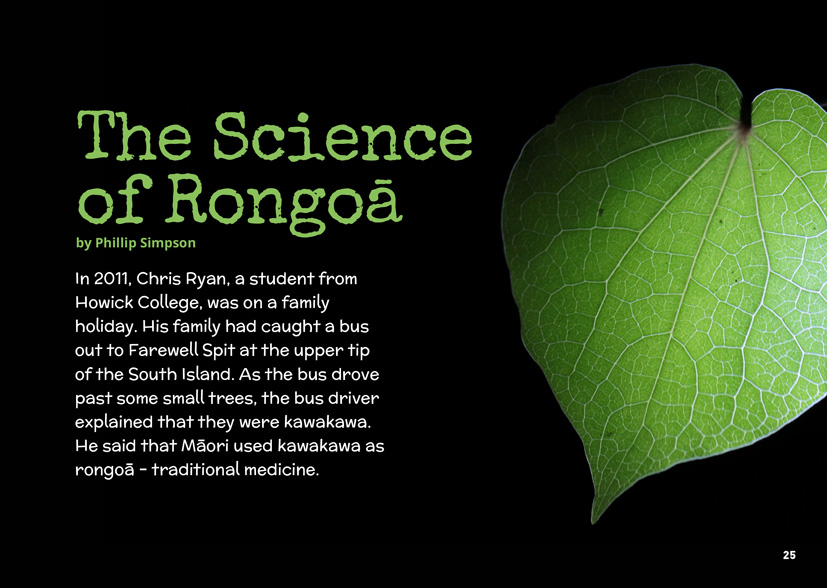 The Science
of Rongoā
by Phillip Simpson
In 2011, Chris Ryan, a student from
Howick College, was on a family
holiday. His family had caught a bus
out to Farewell Spit at the upper tip
of the South Island. As the bus drove
past some small trees, the bus driver
explained that they were kawakawa.
He said that Māori used kawakawa as
rongoā – traditional medicine.
25